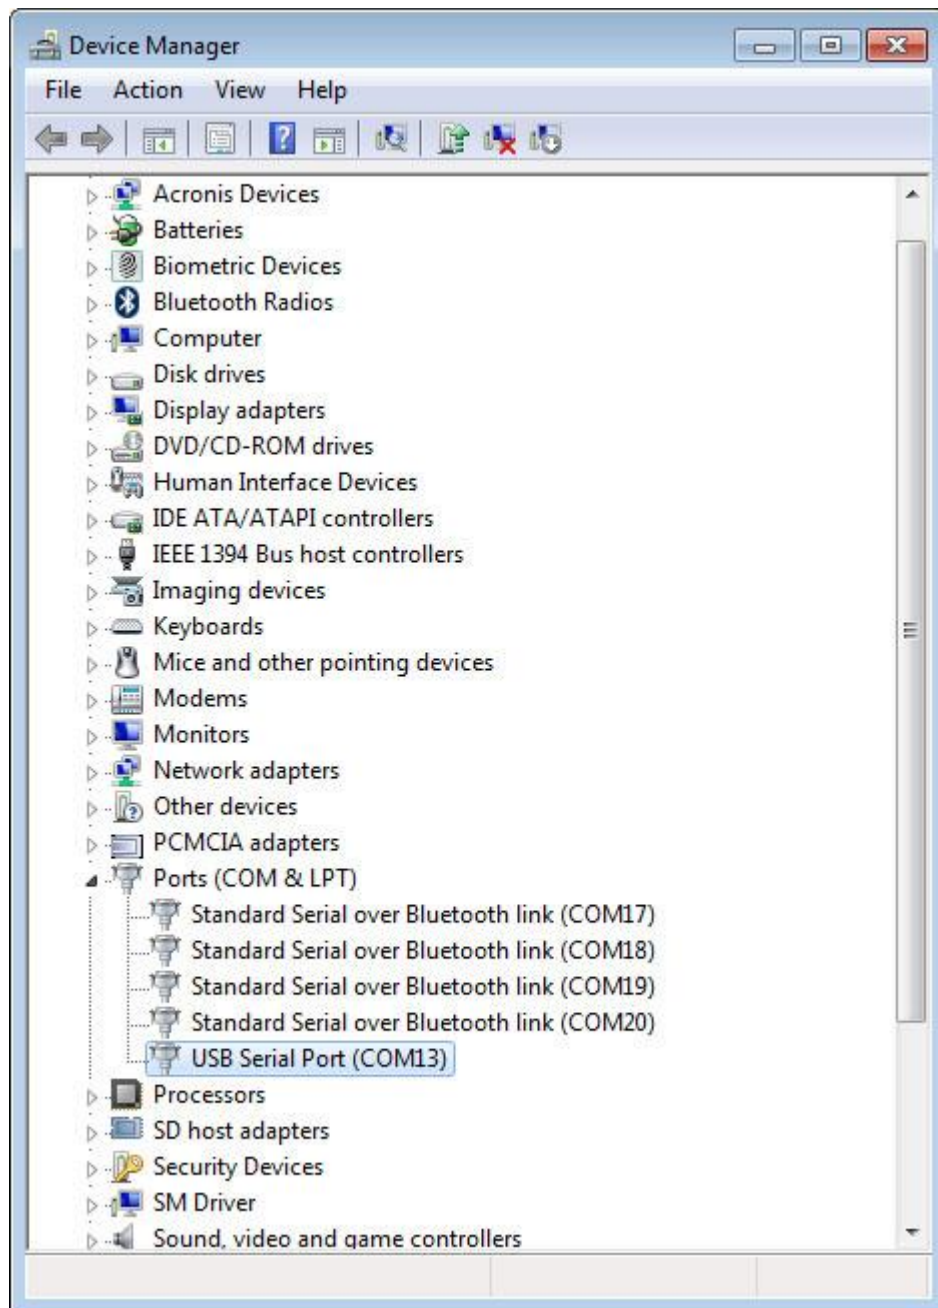 Device Manager
File Action View Help
Acronis Devices
Batteries
Biometric Devices
Bluetooth Radios
Computer
Disk drives
Display adapters
DVD/CD-ROM drives
Human Interface Devices
IDE ATA/ATAPI controllers
IEEE 1394 Bus host controllers
Imaging devices
Keyboards
Mice and other pointing devices
Modems
Monitors
Network adapters
Other devices
PCMCIA adapters
Ports (COM & LPT)
Standard Serial over Bluetooth link (COM17)
Standard Serial over Bluetooth link (COM18)
Standard Serial over Bluetooth link (COM19)
Standard Serial over Bluetooth link (COM20)
USB Serial Port (COM13)
Processors
SD host adapters
Security Devices
SM Driver
Sound, video and game controllers